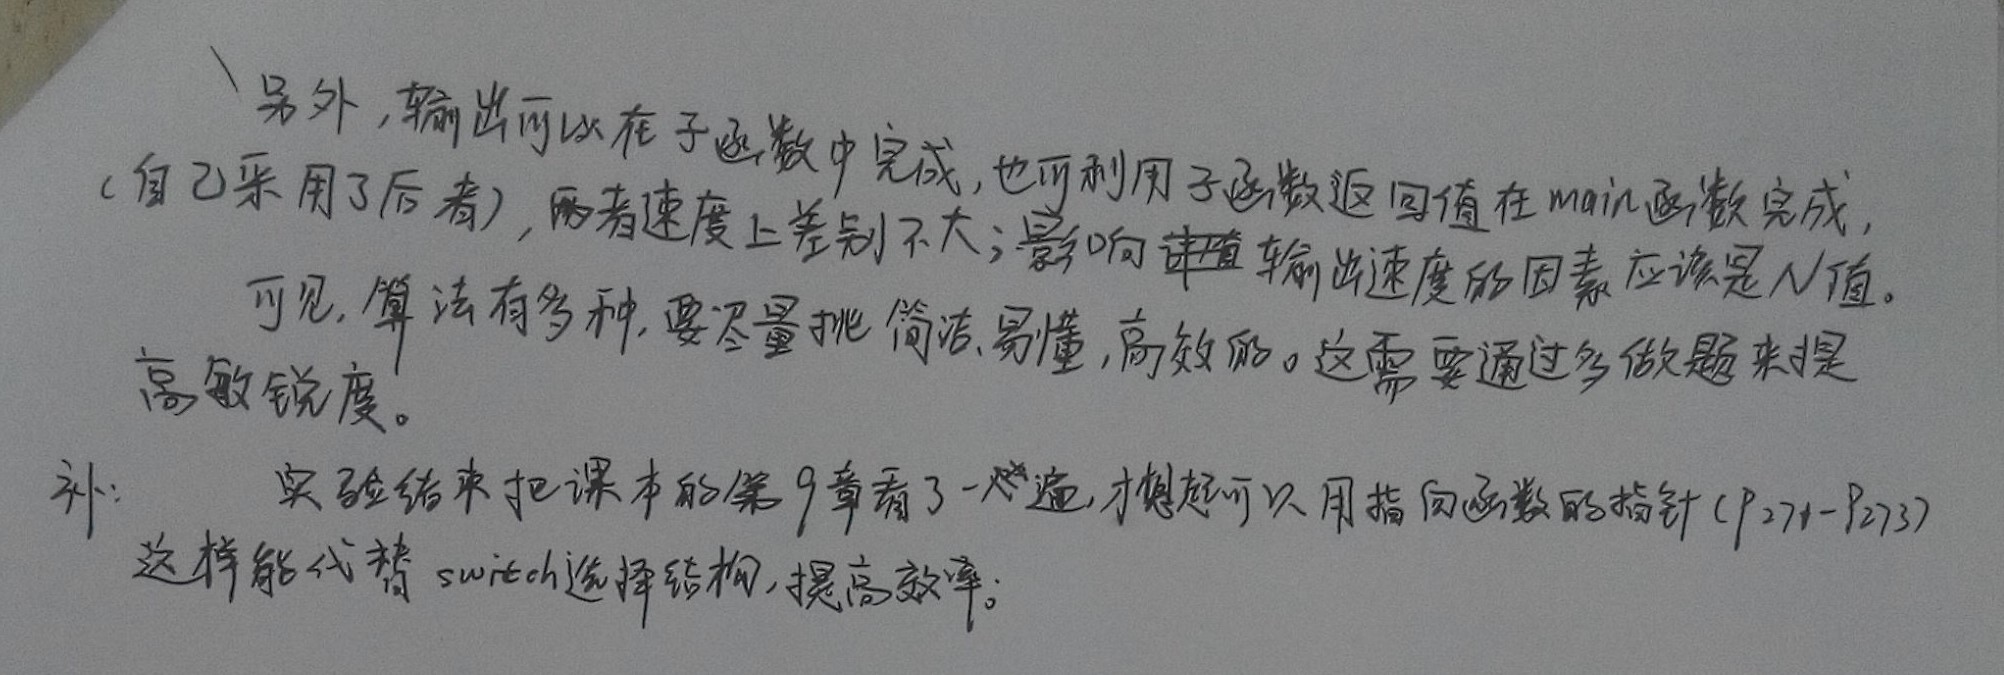 另外,输出可以在子函数中完成,也可利用子函数返回值在main函数完成,
(自己采用了后者),两者速度上差别不大;影响输出速度的因素应该是N值。
可见,算法有多种,要尽量挑简洁、易懂,高效的。这需要通过多做题来提
高敏锐度。
补: 实验结束把课本的第9章看了一遍,才想起可以用指向函数的指针(P271-P273)
这样能代替switch选择结构,提高效率。